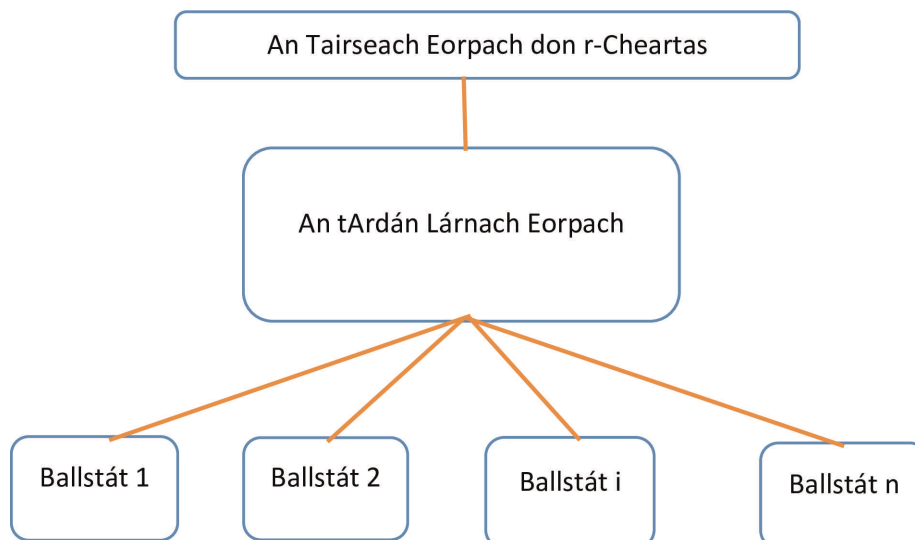 An Tairseach Eorpach don r-Cheartas
An tArdán Lárnach Eorpach
Ballstát 1
Ballstát 2
Ballstát i
Ballstát n